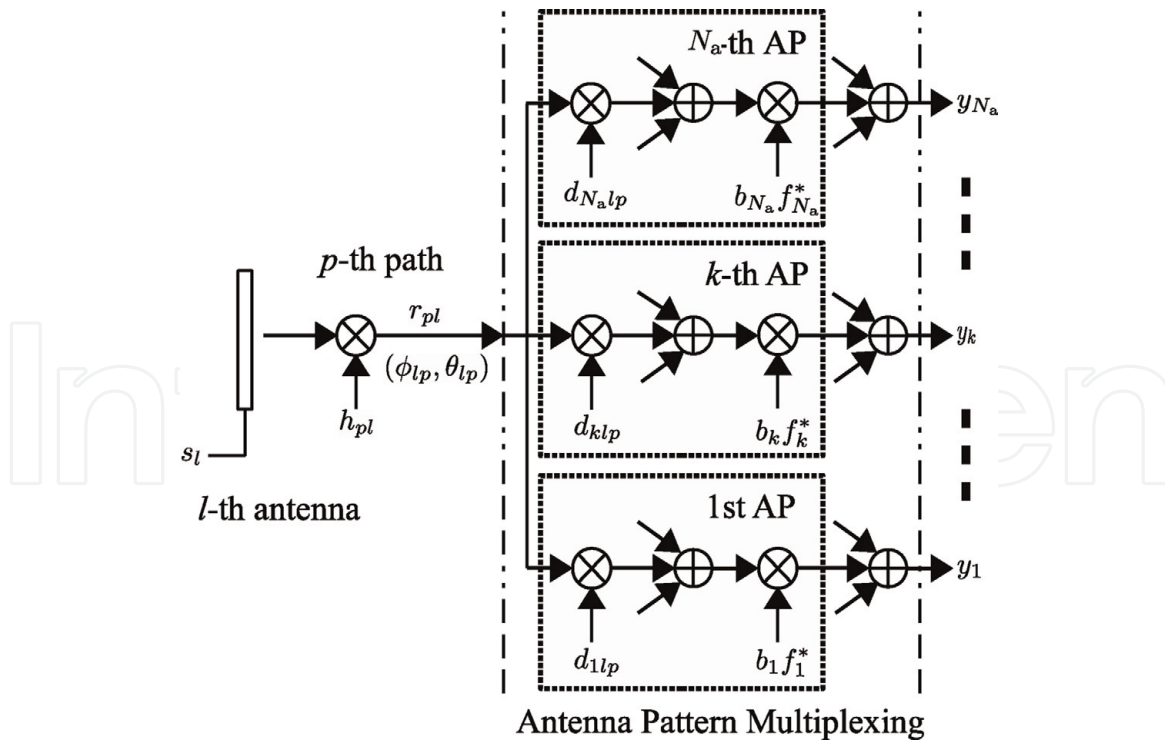 N_a-th AP
y_{N_a}
d_{N_a lp}
b_{N_a} f^*_{N_a}
p-th path
k-th AP
r_{pl}
y_k
(ϕ_{lp}, θ_{lp})
h_{pl}
d_{klp}
b_k f^*_k
s_l
l-th antenna
1st AP
y_1
d_{1lp}
b_1 f^*_1
Antenna Pattern Multiplexing